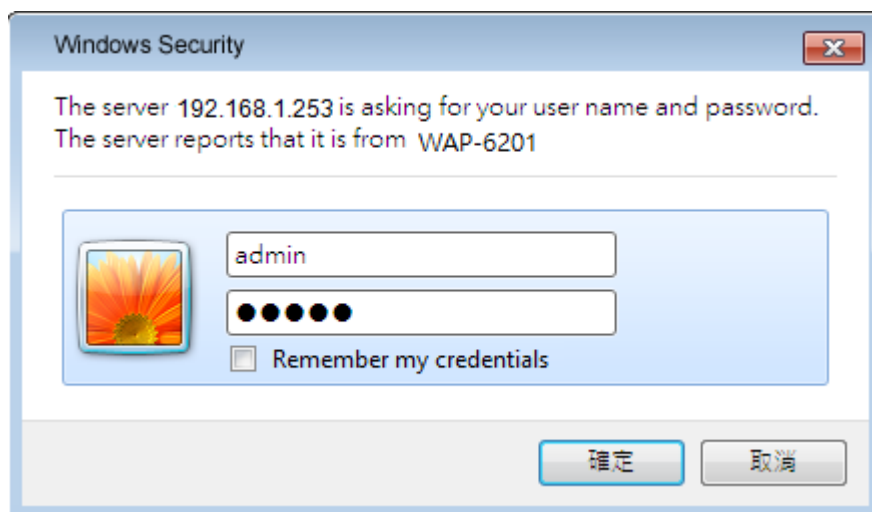 Windows Security
The server 192.168.1.253 is asking for your user name and password.
The server reports that it is from WAP-6201
admin
●●●●●
Remember my credentials
確定
取消